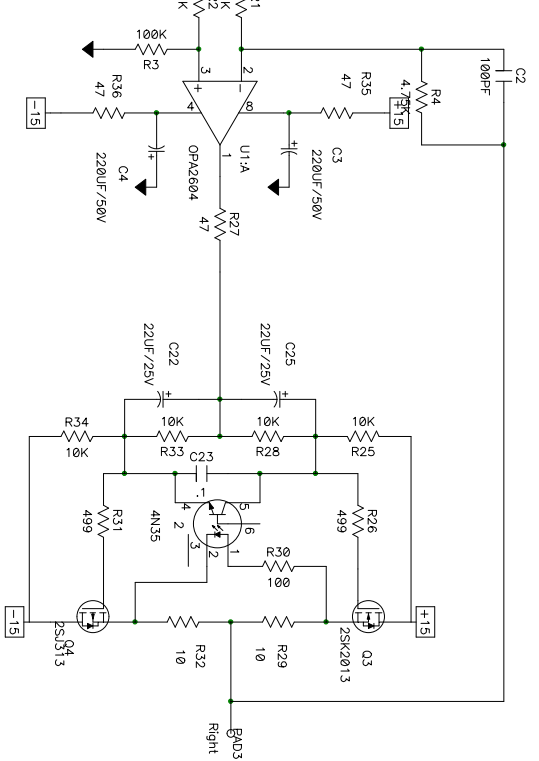 R2
K
R1
K
100K
R3
3
2
+
-
R36
47
-15
4
8
R35
47
+15
R4
4.75K
C2
100PF
C4
220UF/50V
OPA2604
U1:A
1
C3
220UF/50V
R27
47
C22
22UF/25V
C25
22UF/25V
R34
10K
10K
R33
10K
R28
10K
R25
C23
.1
R31
499
4N35
4
5
6
2
3
2
1
R26
499
R30
100
-15
2SJ313
Q4
R32
10
R29
10
2SK2013
Q3
+15
PAD3
Right